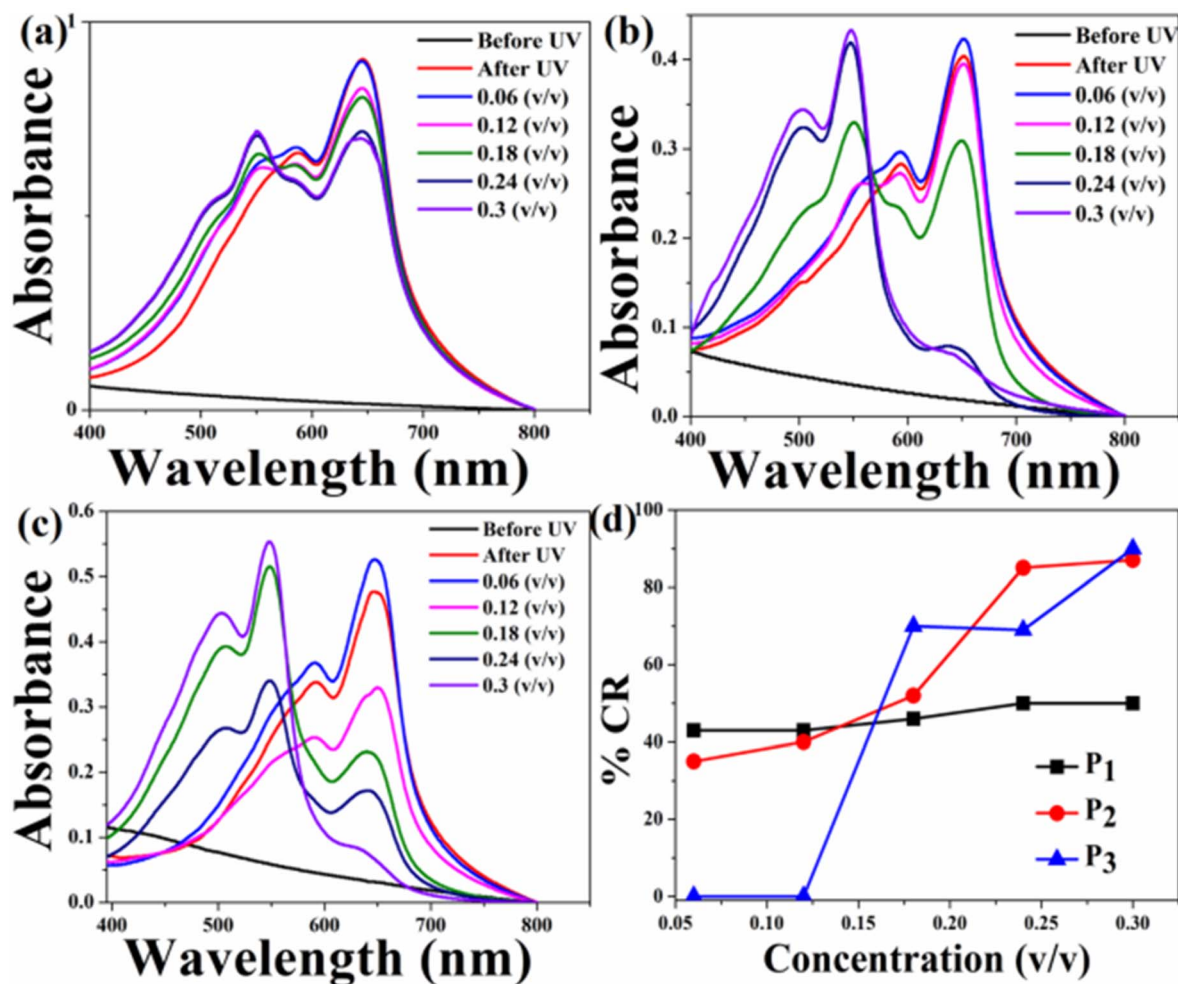 (a)
1
0
Absorbance
400 500 600 700 800
Wavelength (nm)
Before UV
After UV
0.06 (v/v)
0.12 (v/v)
0.18 (v/v)
0.24 (v/v)
0.3 (v/v)
(b)
0.4
0.3
0.2
0.1
0.0
Absorbance
400 500 600 700 800
Wavelength (nm)
Before UV
After UV
0.06 (v/v)
0.12 (v/v)
0.18 (v/v)
0.24 (v/v)
0.3 (v/v)
(c)
0.6
0.5
0.4
0.3
0.2
0.1
0.0
Absorbance
400 500 600 700 800
Wavelength (nm)
Before UV
After UV
0.06 (v/v)
0.12 (v/v)
0.18 (v/v)
0.24 (v/v)
0.3 (v/v)
(d)
100
80
60
40
20
0
% CR
0.05 0.10 0.15 0.20 0.25 0.30
Concentration (v/v)
P1
P2
P3